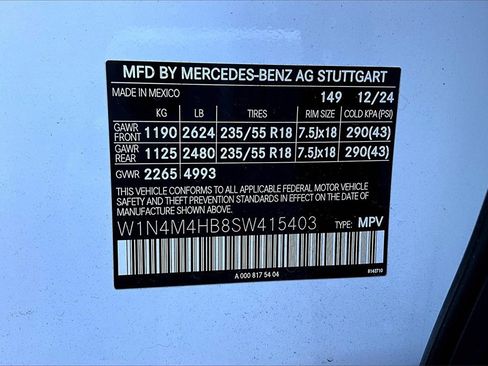 MFD BY MERCEDES-BENZ AG STUTTGART
MADE IN MEXICO 149 12/24
KG LB TIRES RIM SIZE COLD KPA(PSI)
GAWR FRONT 1190 2624 235/55 R18 7.5Jx18 290(43)
GAWR REAR 1125 2480 235/55 R18 7.5Jx18 290(43)
GVWR 2265 4993
THIS VEHICLE CONFORMS TO ALL APPLICABLE FEDERAL MOTOR VEHICLE
SAFETY AND THEFT PREVENTION STANDARDS IN EFFECT ON THE DATE
OF MANUFACTURE SHOWN ABOVE.
W1N4M4HB8SW415403 TYPE: MPV
A 000 817 54 04